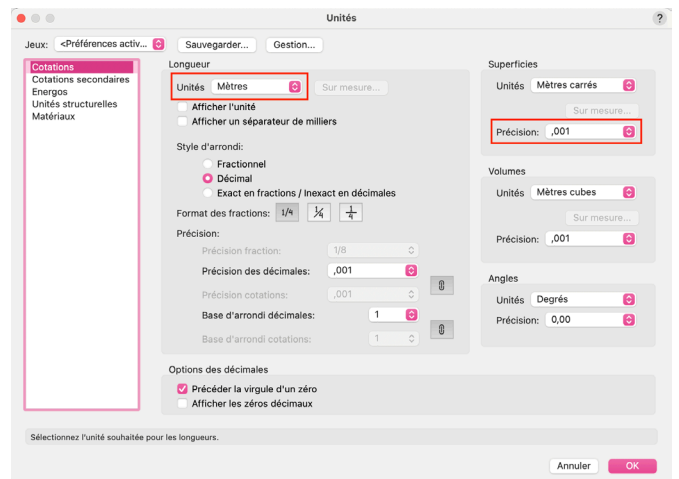 Unités
?
Jeux: <Préférences activ... Sauvegarder... Gestion...
Cotations
Cotations secondaires
Energos
Unités structurelles
Matériaux
Longueur
Unités Mètres Sur mesure...
Afficher l'unité
Afficher un séparateur de milliers
Style d'arrondi:
Fractionnel
Décimal
Exact en fractions / Inexact en décimales
Format des fractions: 1/4 1/4 1/4
Précision:
Précision fraction: 1/8
Précision des décimales: ,001
Précision cotations: ,001
Base d'arrondi décimales: 1
Base d'arrondi cotations: 1
Superficies
Unités Mètres carrés
Sur mesure...
Précision: ,001
Volumes
Unités Mètres cubes
Sur mesure...
Précision: ,001
Angles
Unités Degrés
Précision: 0,00
Options des décimales
Précéder la virgule d'un zéro
Afficher les zéros décimaux
Sélectionnez l'unité souhaitée pour les longueurs.
Annuler OK